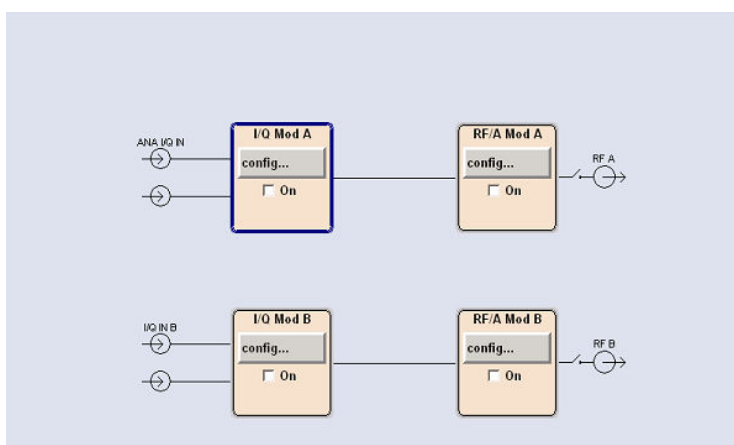 I/Q Mod A
RF/A Mod A
ANA I/Q IN
config...
config...
RF A
On
On
I/Q Mod B
RF/A Mod B
I/Q IN B
config...
config...
RF B
On
On